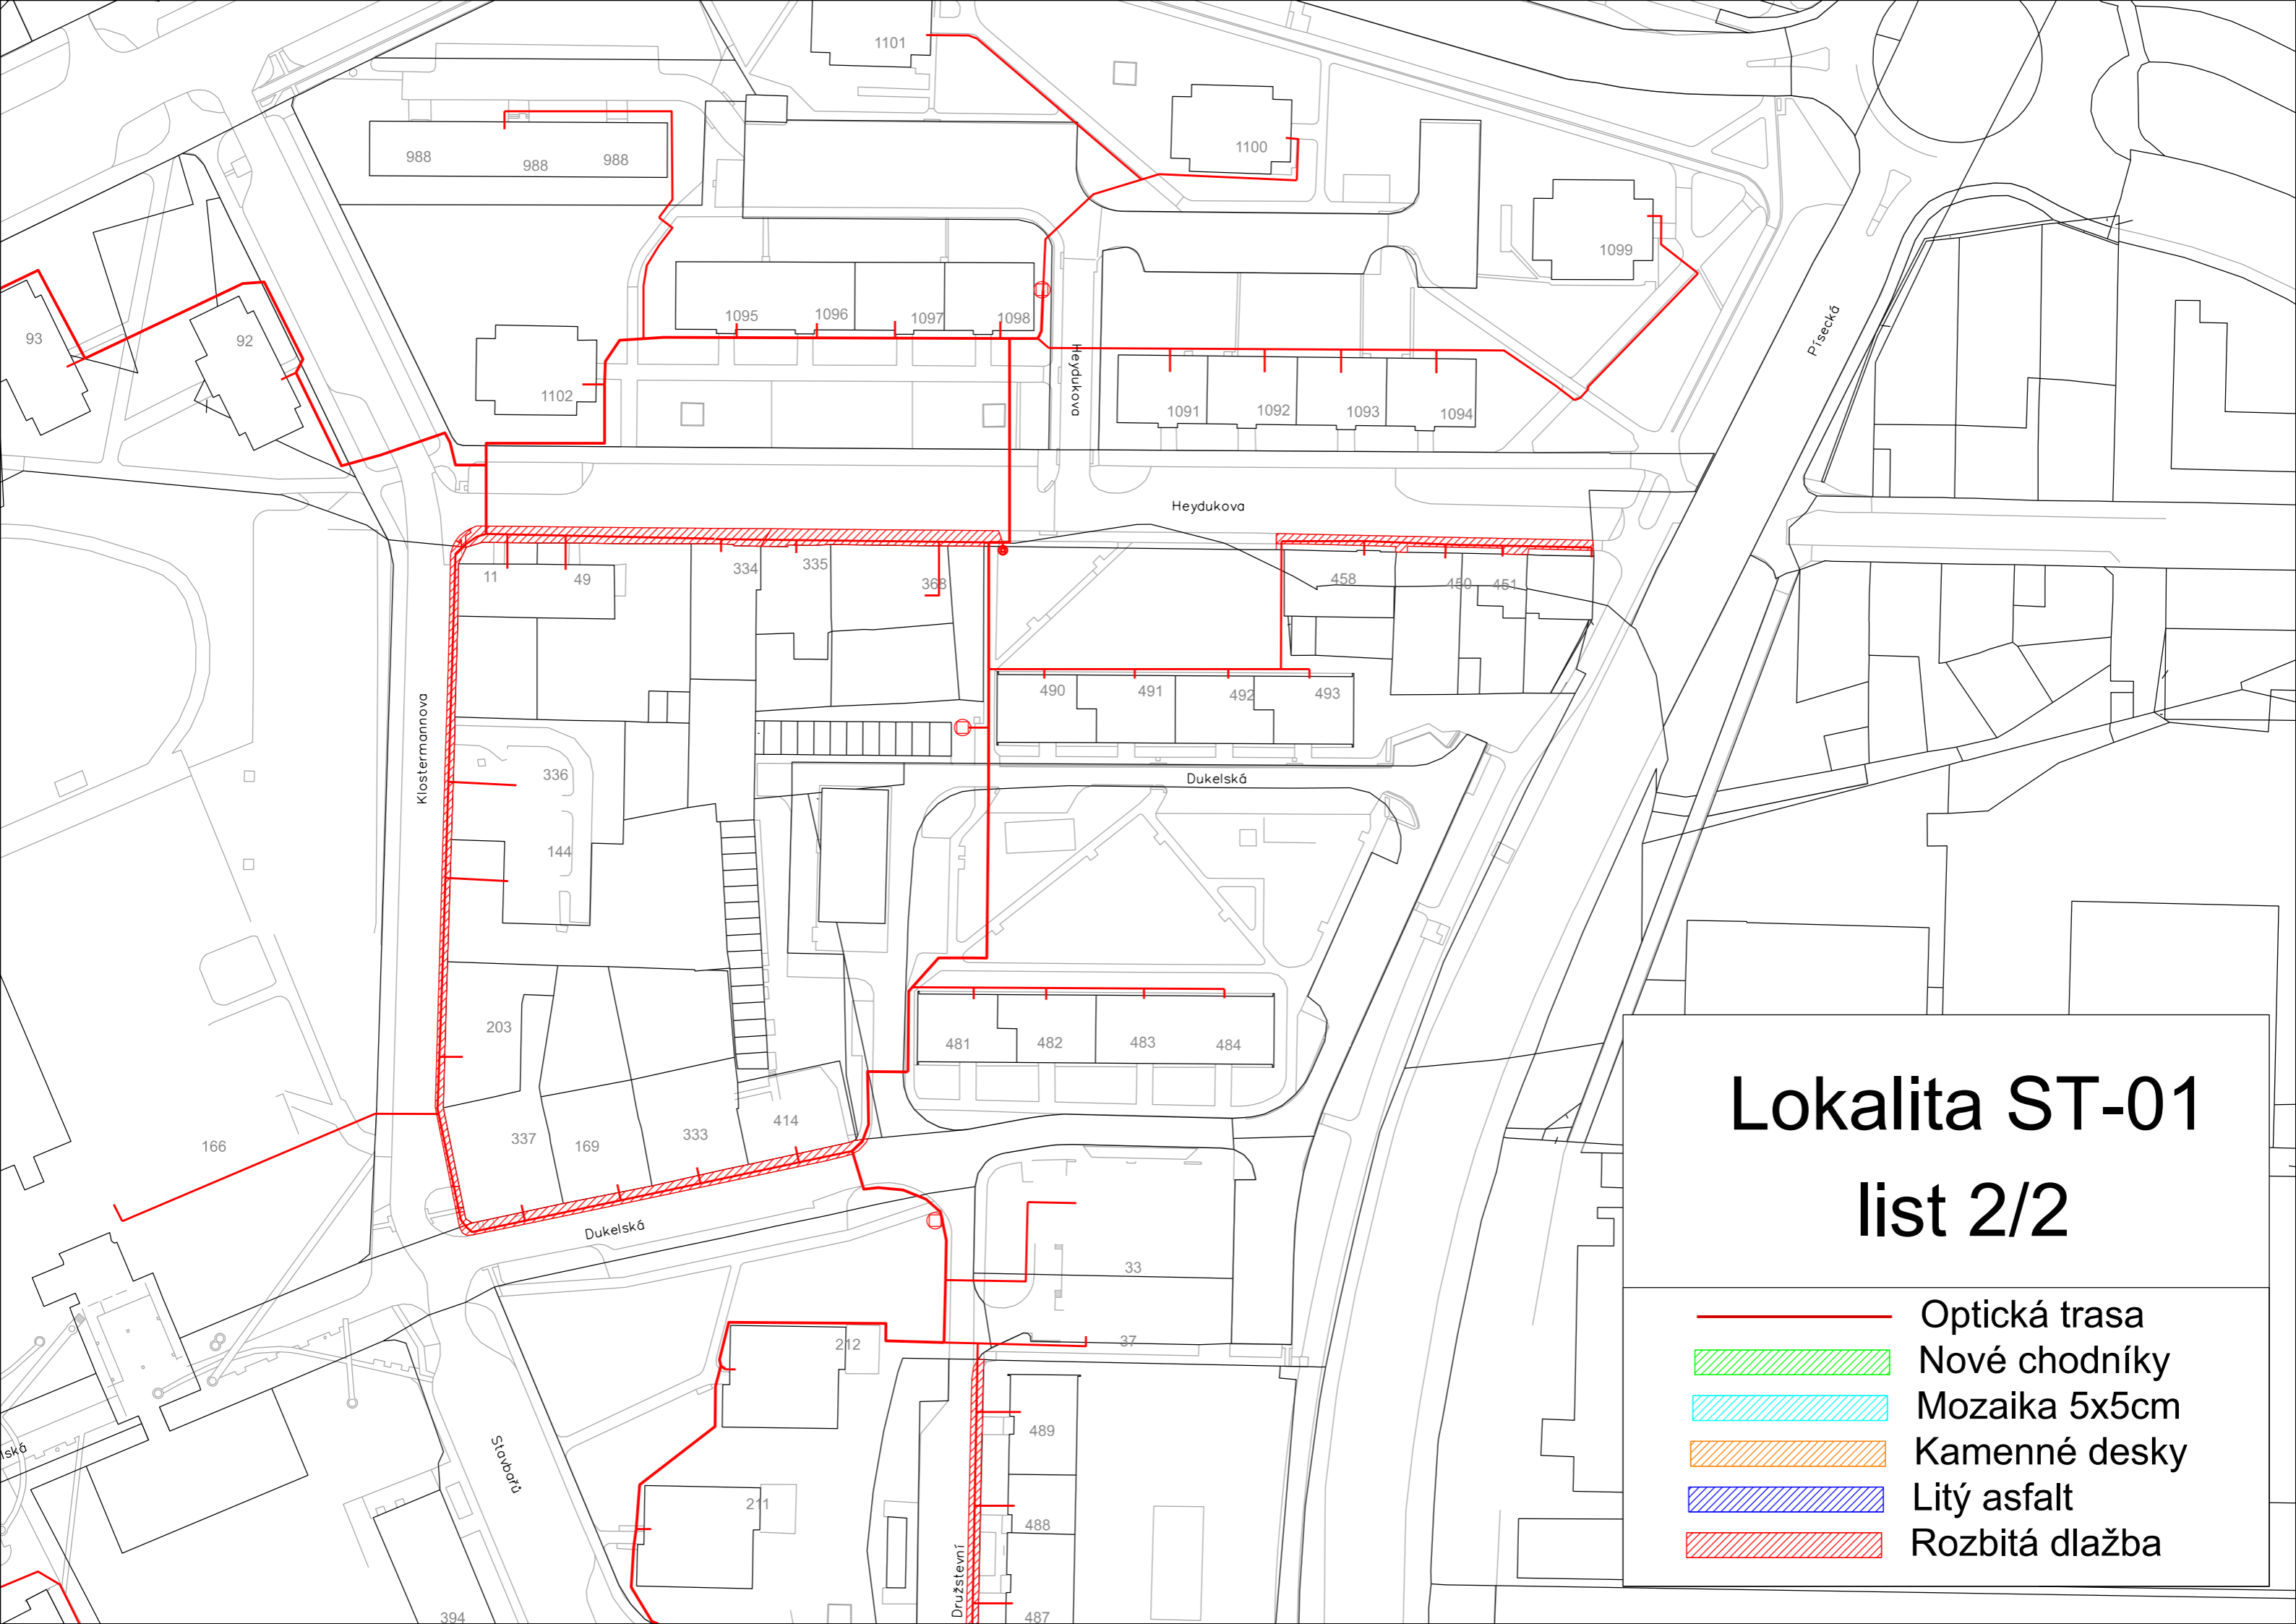 1101
1100
988
988
988
1099
93
92
1095
1096
1097
1098
1102
Heydukova
Písecká
1091
1092
1093
1094
Heydukova
11
49
334
335
368
458
450
451
490
491
492
493
Klostermannova
336
Dukelská
144
203
481
482
483
484
166
337
169
333
414
Dukelská
33
212
37
489
Stavbařů
lská
211
488
Družstevní
394
487
Lokalita ST-01
list 2/2
Optická trasa
Nové chodníky
Mozaika 5x5cm
Kamenné desky
Litý asfalt
Rozbitá dlažba